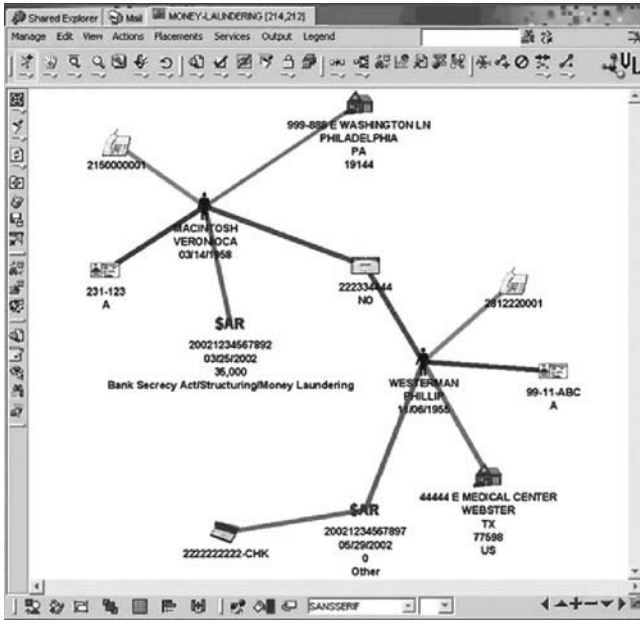 Shared Explorer Mail MONEY-LAUNDERING [214,212]
Manage Edit View Actions Placements Services Output Legend
999-888 E WASHINGTON LN
PHILADELPHIA
PA
19144
2150000001
MACINTOSH
VERONIOCA
03/14/1958
231-123
A
222334444
NO
2812220001
$AR
20021234567892
03/25/2002
35,000
Bank Secrecy Act/Structuring/Money Laundering
WESTERMAN
PHILLIP
11/06/1955
99-11-ABC
A
44444 E MEDICAL CENTER
WEBSTER
TX
77598
US
$AR
20021234567897
05/29/2002
0
Other
2222222222-CHK
SANSSERIF